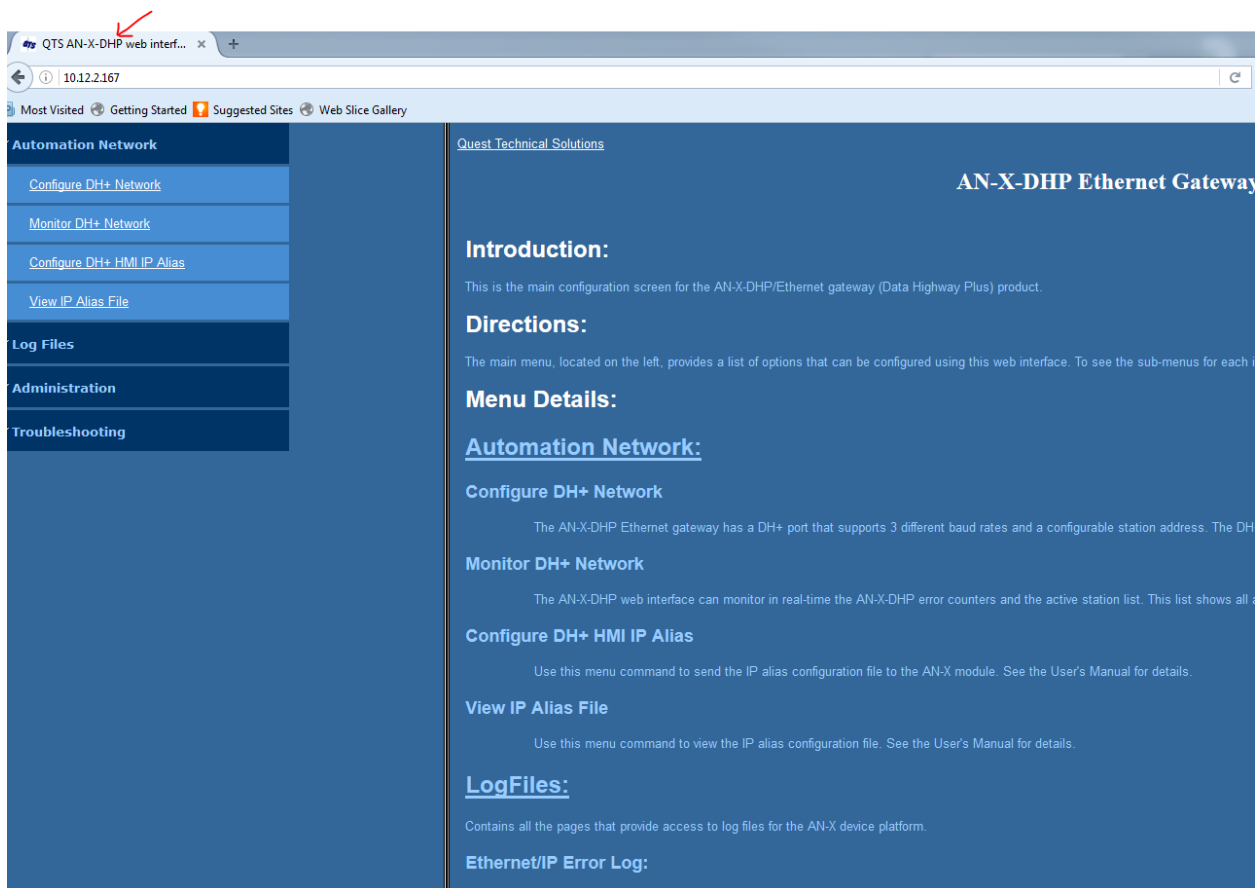 QTS AN-X-DHP web interf...
10.12.2.167
Most Visited Getting Started Suggested Sites Web Slice Gallery
Automation Network
Configure DH+ Network
Monitor DH+ Network
Configure DH+ HMI IP Alias
View IP Alias File
Log Files
Administration
Troubleshooting
Quest Technical Solutions
AN-X-DHP Ethernet Gateway
Introduction:
This is the main configuration screen for the AN-X-DHP/Ethernet gateway (Data Highway Plus) product.
Directions:
The main menu, located on the left, provides a list of options that can be configured using this web interface. To see the sub-menus for each i
Menu Details:
Automation Network:
Configure DH+ Network
The AN-X-DHP Ethernet gateway has a DH+ port that supports 3 different baud rates and a configurable station address. The DH
Monitor DH+ Network
The AN-X-DHP web interface can monitor in real-time the AN-X-DHP error counters and the active station list. This list shows all a
Configure DH+ HMI IP Alias
Use this menu command to send the IP alias configuration file to the AN-X module. See the User's Manual for details.
View IP Alias File
Use this menu command to view the IP alias configuration file. See the User's Manual for details.
LogFiles:
Contains all the pages that provide access to log files for the AN-X device platform.
Ethernet/IP Error Log: